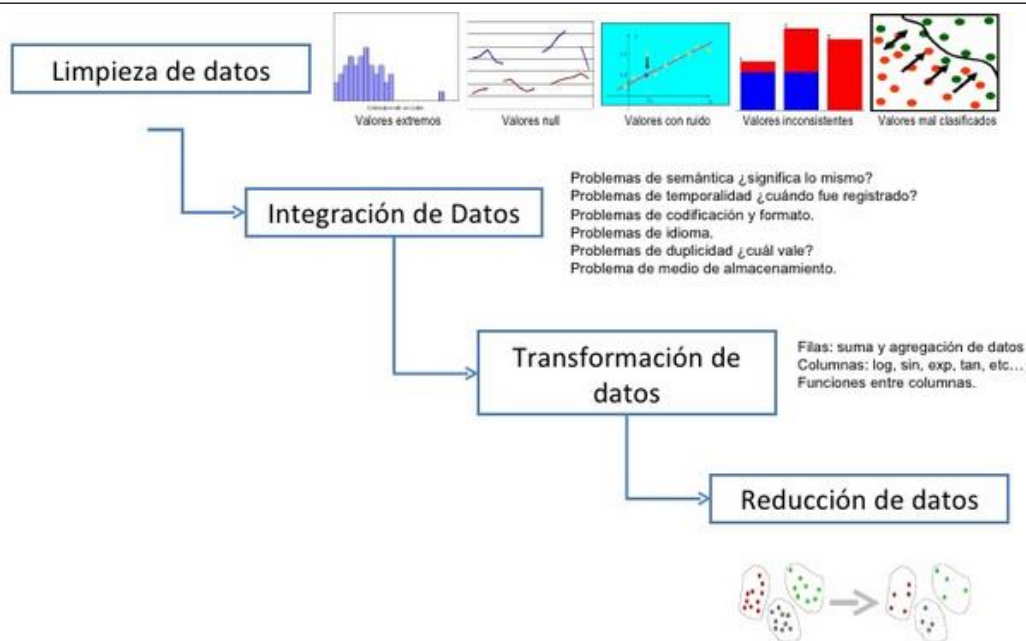 Limpieza de datos
Valores extremos
Valores null
Valores con ruido
Valores inconsistentes
Valores mal clasificados
Integración de Datos
Problemas de semántica ¿significa lo mismo?
Problemas de temporalidad ¿cuándo fue registrado?
Problemas de codificación y formato.
Problemas de idioma.
Problemas de duplicidad ¿cuál vale?
Problema de medio de almacenamiento.
Transformación de
datos
Filas: suma y agregación de datos
Columnas: log, sin, exp, tan, etc...
Funciones entre columnas.
Reducción de datos